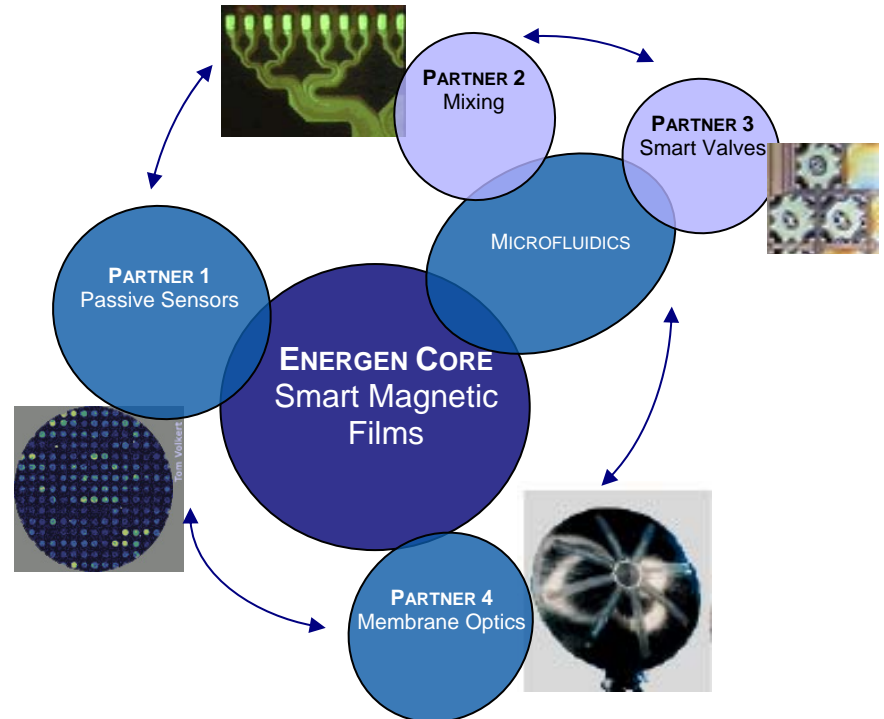 PARTNER 2
Mixing
PARTNER 3
Smart Valves
MICROFLUIDICS
PARTNER 1
Passive Sensors
ENERGEN CORE
Smart Magnetic
Films
Tom Volkert
PARTNER 4
Membrane Optics